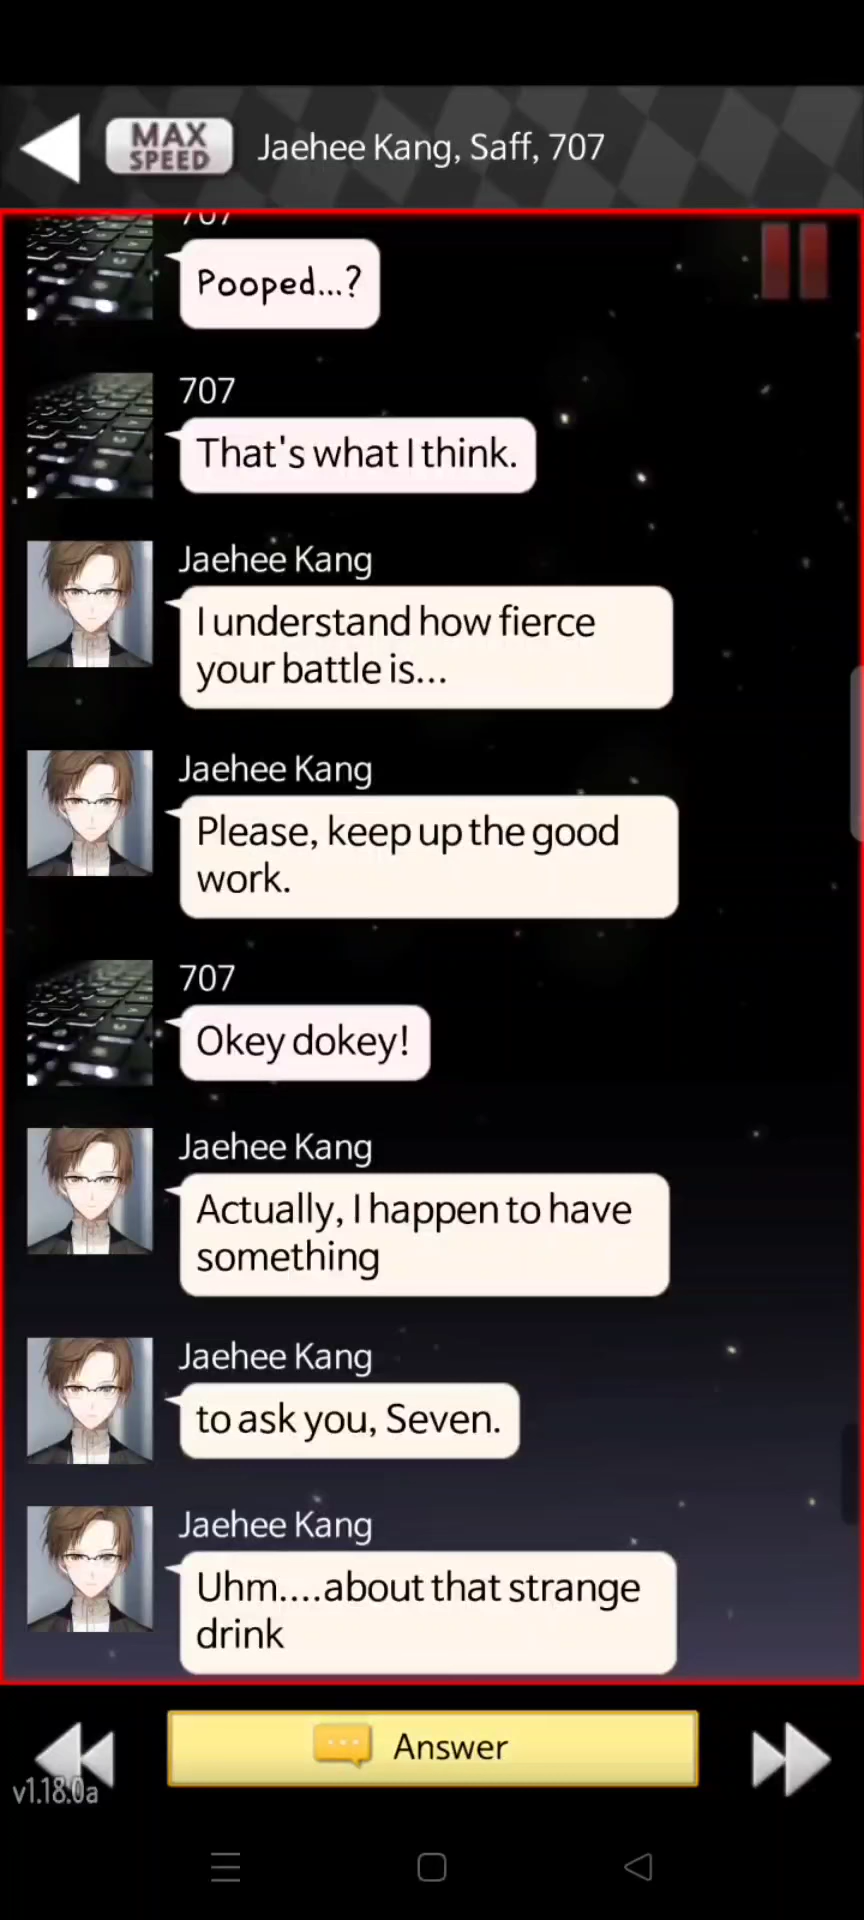 MAX
SPEED
Jaehee Kang, Saff, 707
707
Pooped...?
707
That's what I think.
Jaehee Kang
I understand how fierce
your battle is...
Jaehee Kang
Please, keep up the good
work.
707
Okey dokey!
Jaehee Kang
Actually, I happen to have
something
Jaehee Kang
to ask you, Seven.
Jaehee Kang
Uhm....about that strange
drink
Answer
v1.18.0a